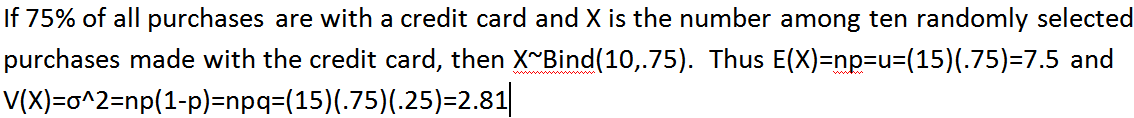 If 75% of all purchases are with a credit card and X is the number among ten randomly selected
purchases made with the credit card, then X~Bind(10,.75).  Thus E(X)=np=u=(15)(.75)=7.5 and
V(X)=σ^2=np(1-p)=npq=(15)(.75)(.25)=2.81